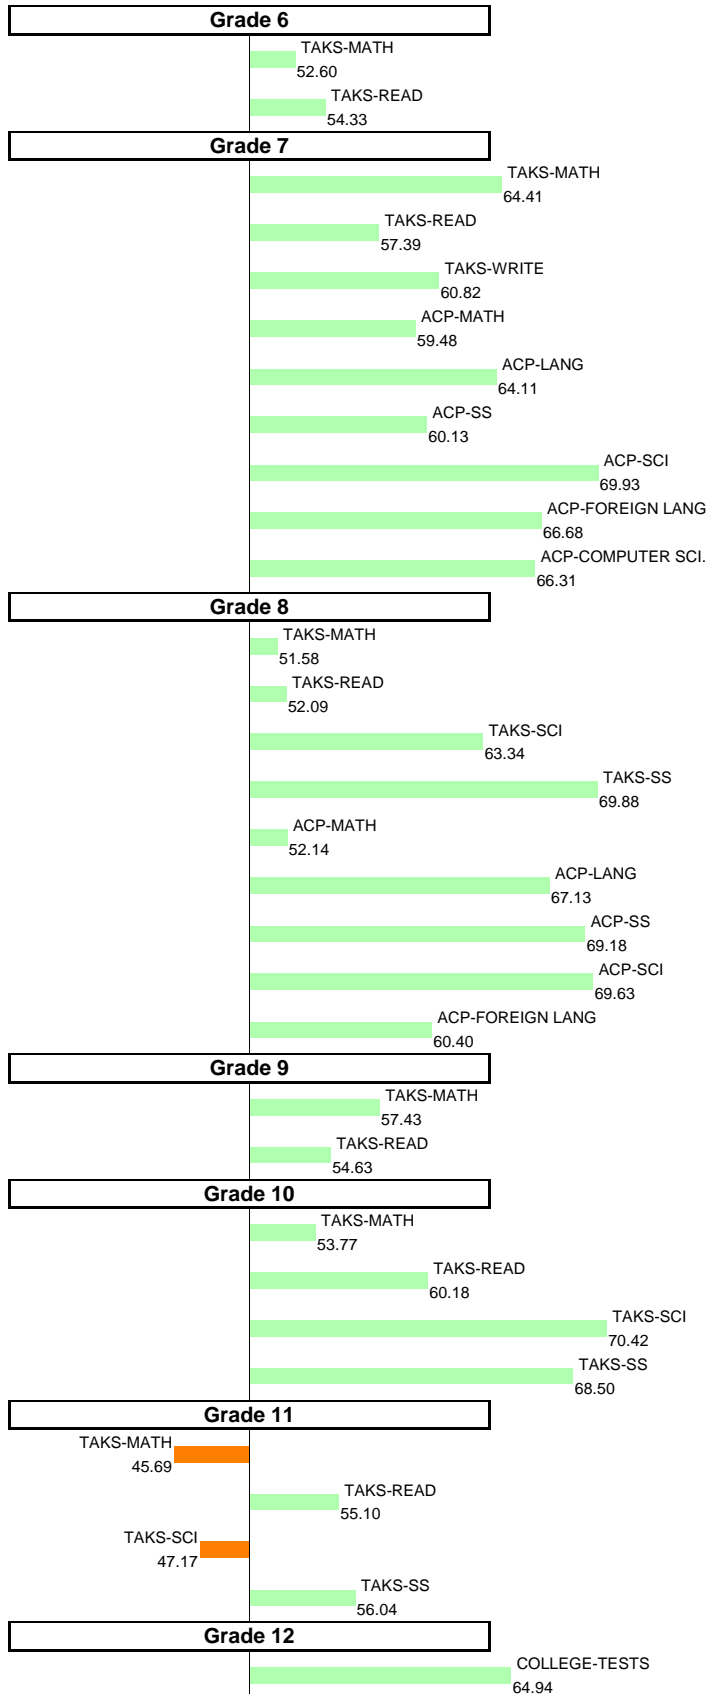 Grade 6
TAKS-MATH
52.60
TAKS-READ
54.33
Grade 7
TAKS-MATH
64.41
TAKS-READ
57.39
TAKS-WRITE
60.82
ACP-MATH
59.48
ACP-LANG
64.11
ACP-SS
60.13
ACP-SCI
69.93
ACP-FOREIGN LANG
66.68
ACP-COMPUTER SCI.
66.31
Grade 8
TAKS-MATH
51.58
TAKS-READ
52.09
TAKS-SCI
63.34
TAKS-SS
69.88
ACP-MATH
52.14
ACP-LANG
67.13
ACP-SS
69.18
ACP-SCI
69.63
ACP-FOREIGN LANG
60.40
Grade 9
TAKS-MATH
57.43
TAKS-READ
54.63
Grade 10
TAKS-MATH
53.77
TAKS-READ
60.18
TAKS-SCI
70.42
TAKS-SS
68.50
Grade 11
TAKS-MATH
45.69
TAKS-READ
55.10
TAKS-SCI
47.17
TAKS-SS
56.04
Grade 12
COLLEGE-TESTS
64.94